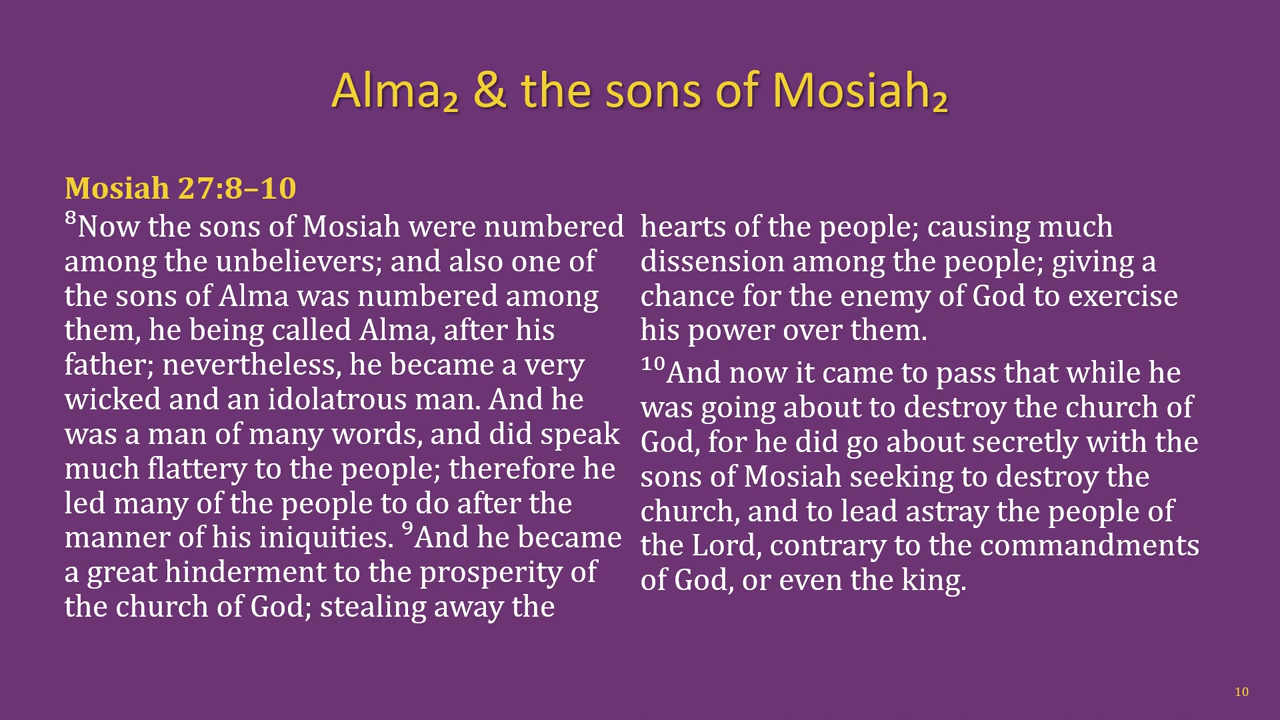 Alma₂ & the sons of Mosiah₂
Mosiah 27:8–10
⁸Now the sons of Mosiah were numbered
among the unbelievers; and also one of
the sons of Alma was numbered among
them, he being called Alma, after his
father; nevertheless, he became a very
wicked and an idolatrous man. And he
was a man of many words, and did speak
much flattery to the people; therefore he
led many of the people to do after the
manner of his iniquities. ⁹And he became
a great hinderment to the prosperity of
the church of God; stealing away the
hearts of the people; causing much
dissension among the people; giving a
chance for the enemy of God to exercise
his power over them.
¹⁰And now it came to pass that while he
was going about to destroy the church of
God, for he did go about secretly with the
sons of Mosiah seeking to destroy the
church, and to lead astray the people of
the Lord, contrary to the commandments
of God, or even the king.
10